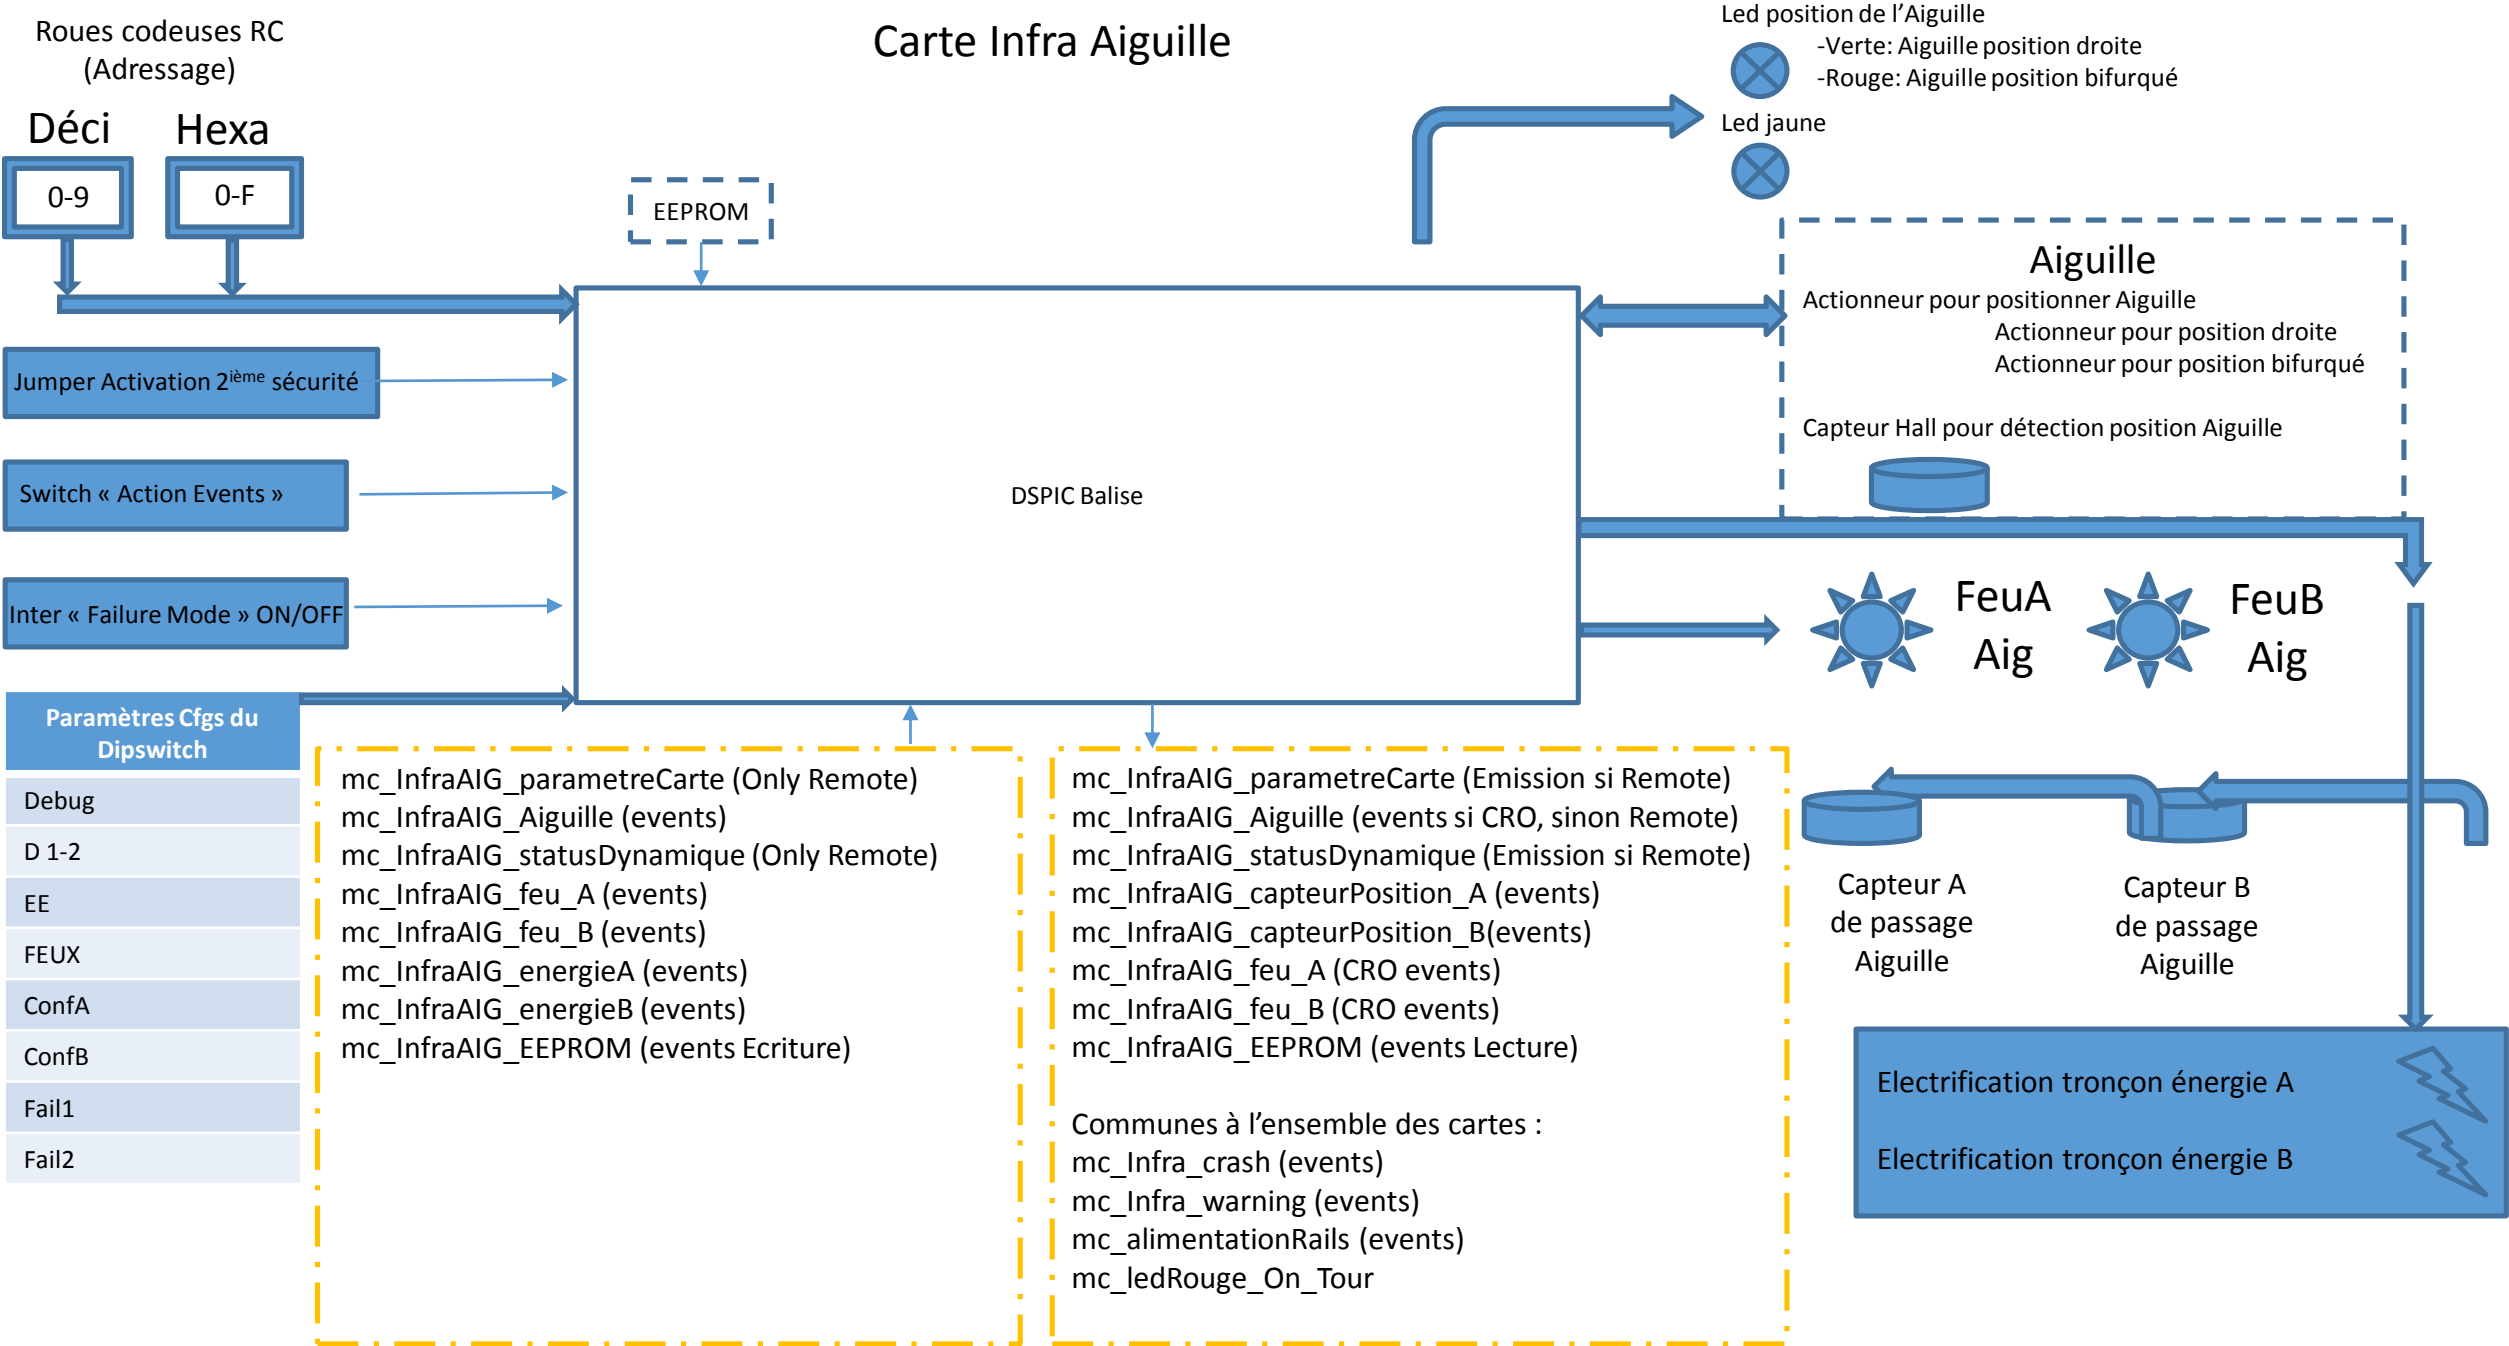 Roues codeuses RC
(Adressage)
Déci
Hexa
0-9
0-F
Carte Infra Aiguille
EEPROM
Led position de l’Aiguille
-Verte: Aiguille position droite
-Rouge: Aiguille position bifurqué
Led jaune
Jumper Activation 2ième sécurité
Switch « Action Events »
Inter « Failure Mode » ON/OFF
DSPIC Balise
Aiguille
Actionneur pour positionner Aiguille
Actionneur pour position droite
Actionneur pour position bifurqué
Capteur Hall pour détection position Aiguille
FeuA
Aig
FeuB
Aig
Paramètres Cfgs du
Dipswitch
Debug
D 1-2
EE
FEUX
ConfA
ConfB
Fail1
Fail2
mc_InfraAIG_parametreCarte (Only Remote)
mc_InfraAIG_Aiguille (events)
mc_InfraAIG_statusDynamique (Only Remote)
mc_InfraAIG_feu_A (events)
mc_InfraAIG_feu_B (events)
mc_InfraAIG_energieA (events)
mc_InfraAIG_energieB (events)
mc_InfraAIG_EEPROM (events Ecriture)
mc_InfraAIG_parametreCarte (Emission si Remote)
mc_InfraAIG_Aiguille (events si CRO, sinon Remote)
mc_InfraAIG_statusDynamique (Emission si Remote)
mc_InfraAIG_capteurPosition_A (events)
mc_InfraAIG_capteurPosition_B(events)
mc_InfraAIG_feu_A (CRO events)
mc_InfraAIG_feu_B (CRO events)
mc_InfraAIG_EEPROM (events Lecture)
Communes à l’ensemble des cartes :
mc_Infra_crash (events)
mc_Infra_warning (events)
mc_alimentationRails (events)
mc_ledRouge_On_Tour
Capteur A
de passage
Aiguille
Capteur B
de passage
Aiguille
Electrification tronçon énergie A
Electrification tronçon énergie B